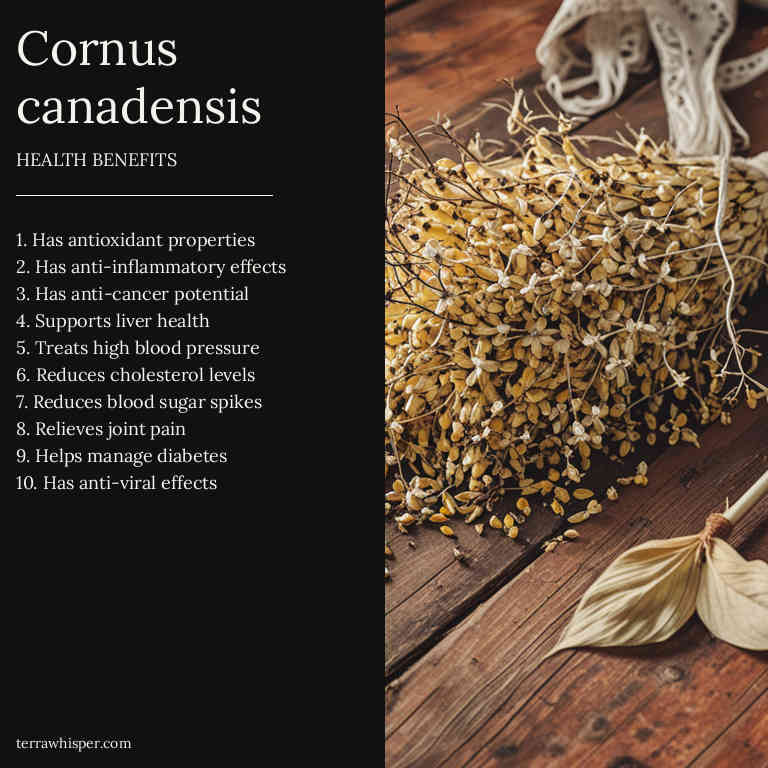 Cornus
canadensis
HEALTH BENEFITS
1. Has antioxidant properties
2. Has anti-inflammatory effects
3. Has anti-cancer potential
4. Supports liver health
5. Treats high blood pressure
6. Reduces cholesterol levels
7. Reduces blood sugar spikes
8. Relieves joint pain
9. Helps manage diabetes
10. Has anti-viral effects
terrawhisper.com